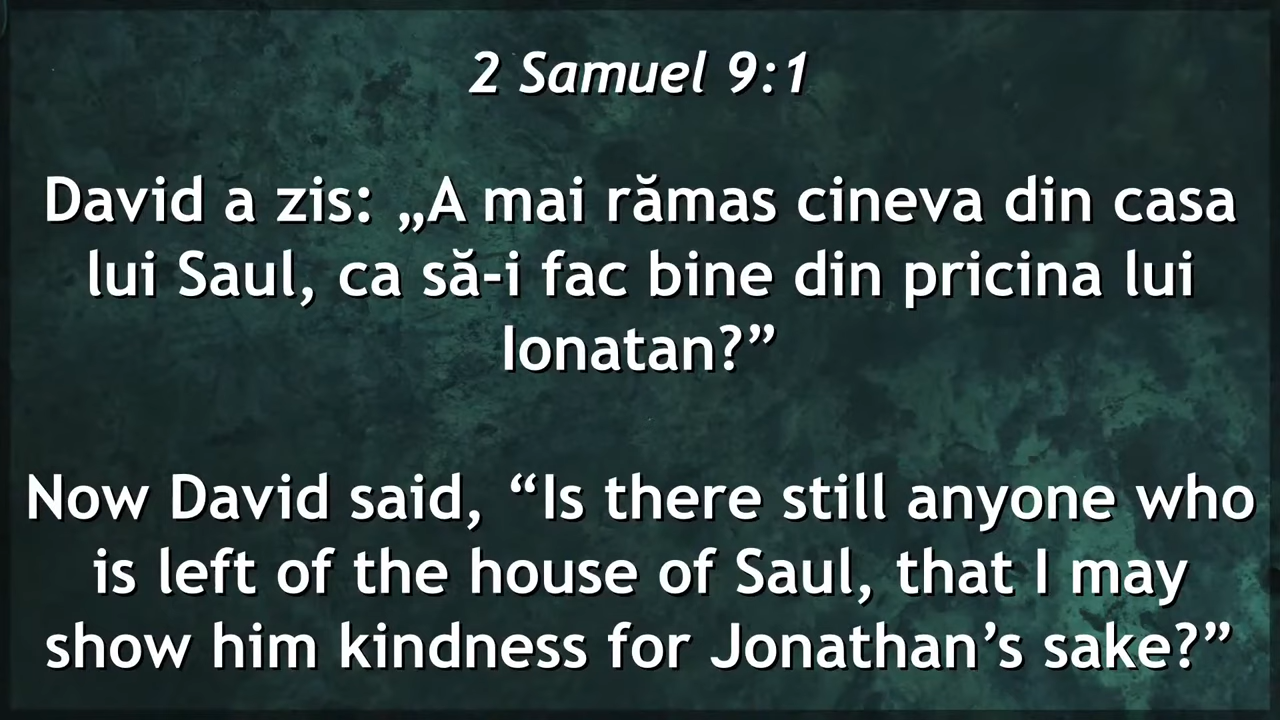 2 Samuel 9:1
David a zis: „A mai rămas cineva din casa
lui Saul, ca să-i fac bine din pricina lui
Ionatan?”
Now David said, “Is there still anyone who
is left of the house of Saul, that I may
show him kindness for Jonathan’s sake?”